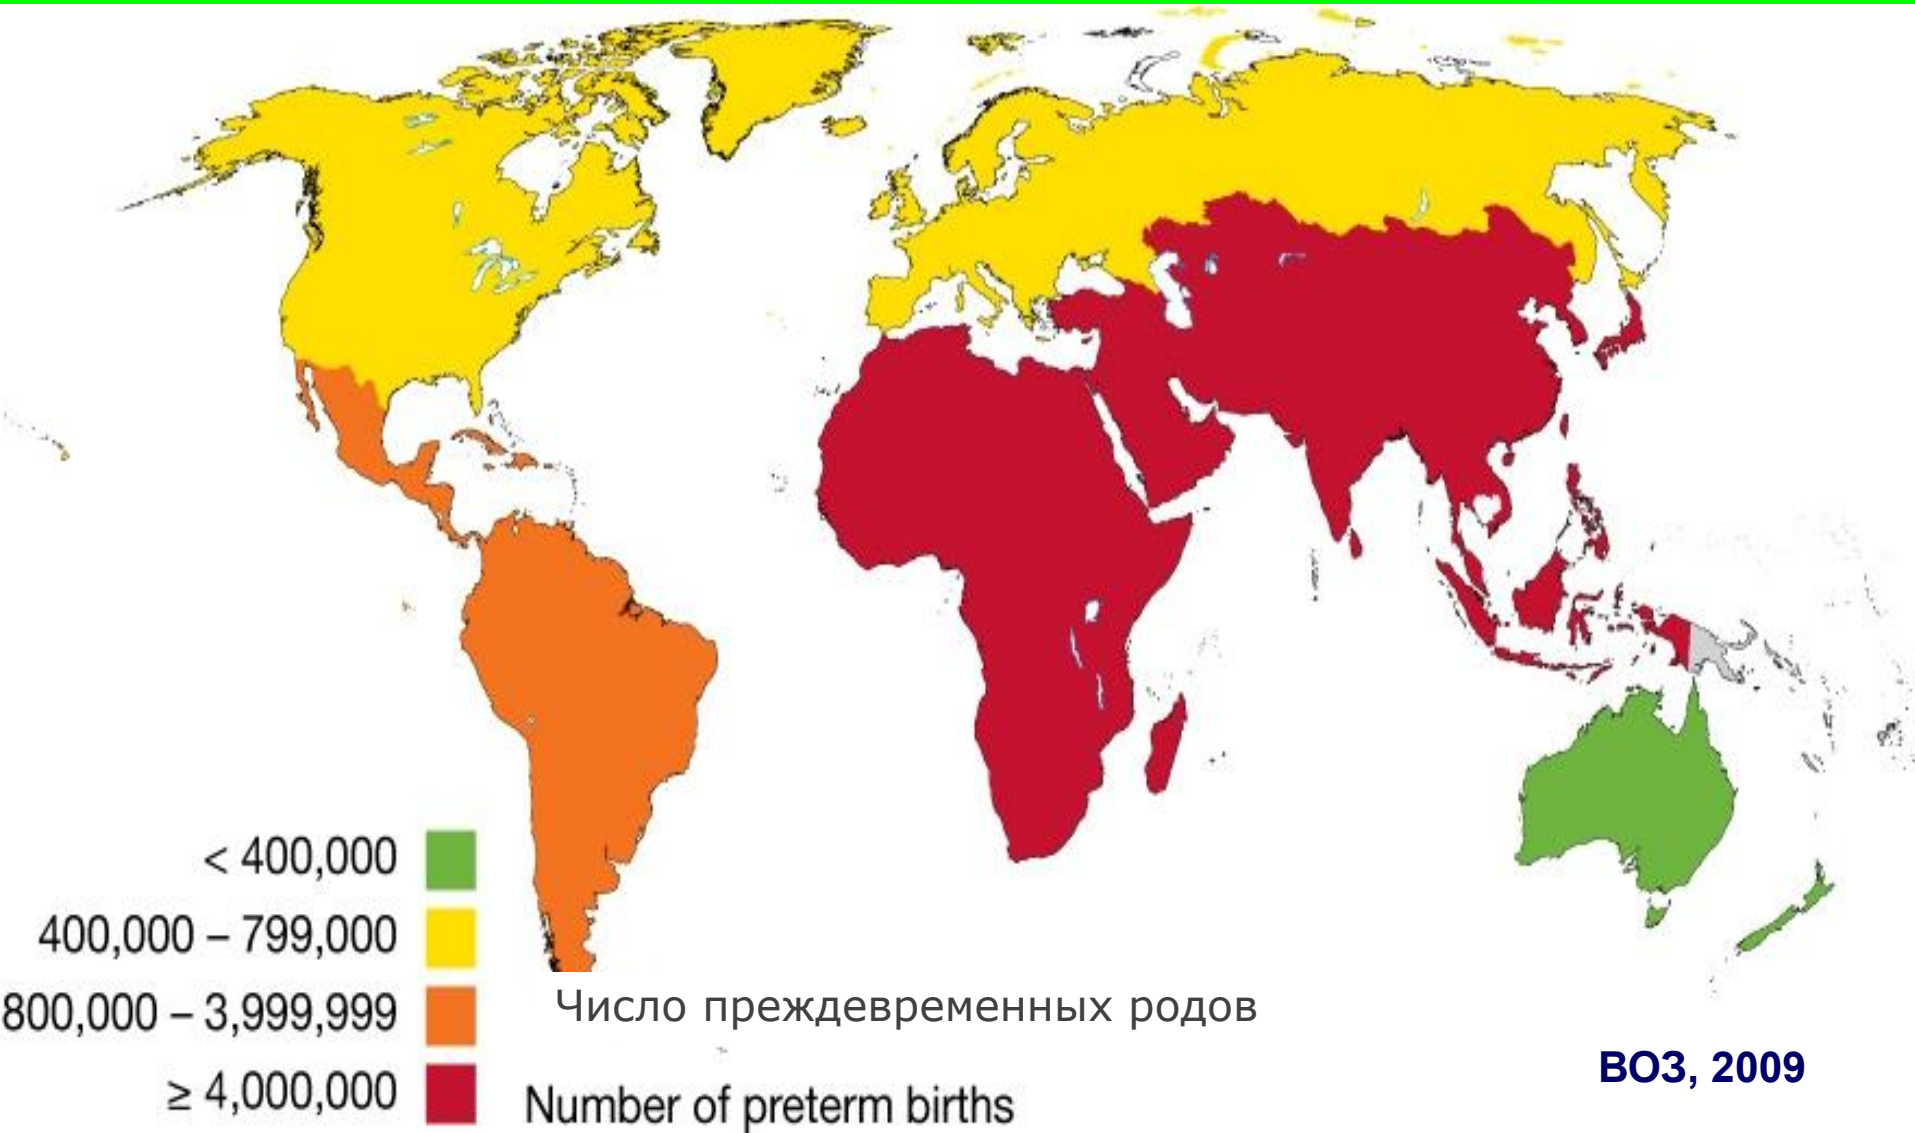 < 400,000
400,000 – 799,000
800,000 – 3,999,999
≥ 4,000,000
Число преждевременных родов
Number of preterm births
ВОЗ, 2009